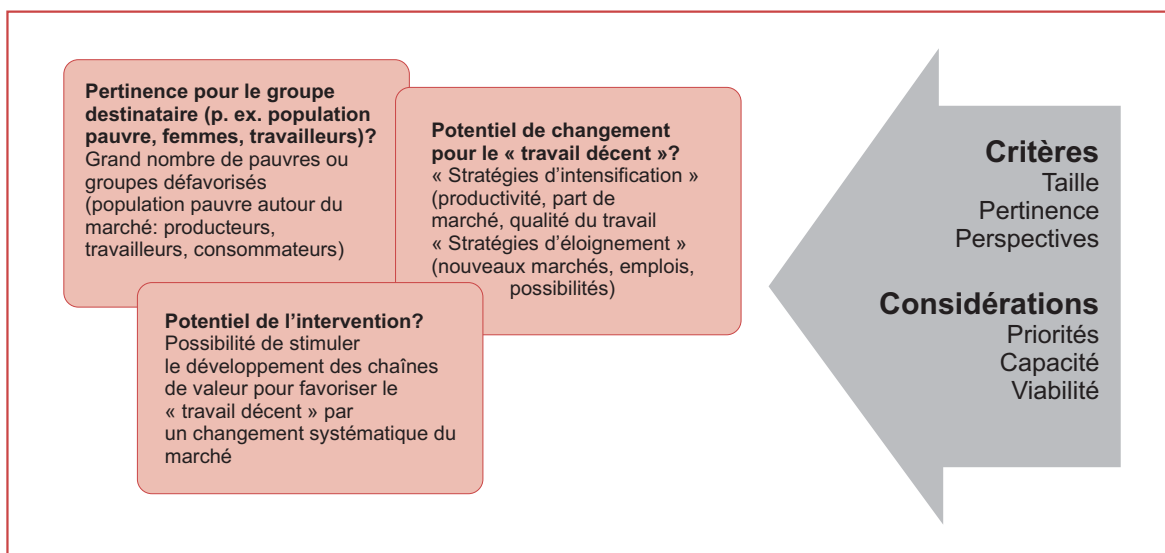 Pertinence pour le groupe
destinataire (p. ex. population
pauvre, femmes, travailleurs)?
Grand nombre de pauvres ou
groupes défavorisés
(population pauvre autour du
marché: producteurs,
travailleurs, consommateurs)
Potentiel de changement
pour le « travail décent »?
« Stratégies d’intensification »
(productivité, part de
marché, qualité du travail
« Stratégies d’éloignement »
(nouveaux marchés, emplois,
possibilités)
Potentiel de l’intervention?
Possibilité de stimuler
le développement des chaînes
de valeur pour favoriser le
« travail décent » par
un changement systématique du
marché
Critères
Taille
Pertinence
Perspectives
Considérations
Priorités
Capacité
Viabilité